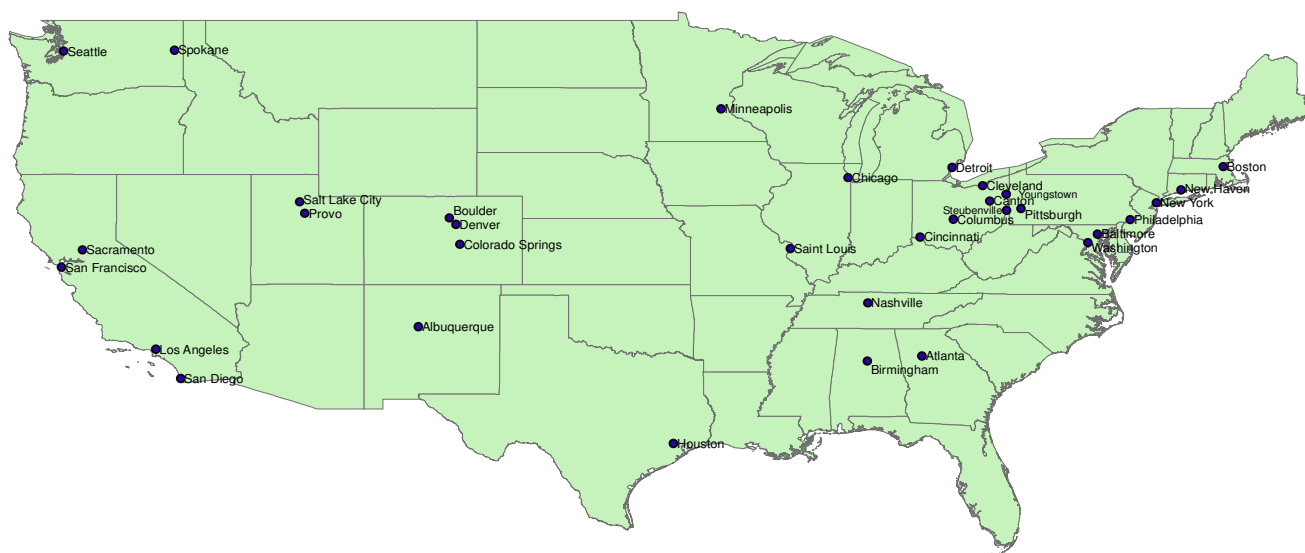 Seattle
Spokane
Minneapolis
Detroit
Boston
Chicago
Cleveland
New Haven
Youngstown
Salt Lake City
Canton
New York
Boulder
Steubenville
Provo
Pittsburgh
Columbus
Philadelphia
Denver
Baltimore
Cincinnati
Colorado Springs
Washington
Saint Louis
Sacramento
San Francisco
Nashville
Albuquerque
Los Angeles
Atlanta
Birmingham
San Diego
Houston